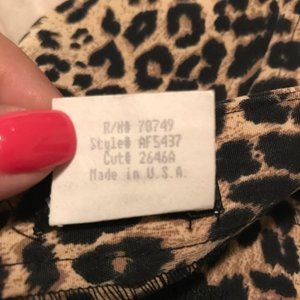 R/N# 70749
Style# AF5437
Cut# 2646A
Made in U.S.A.